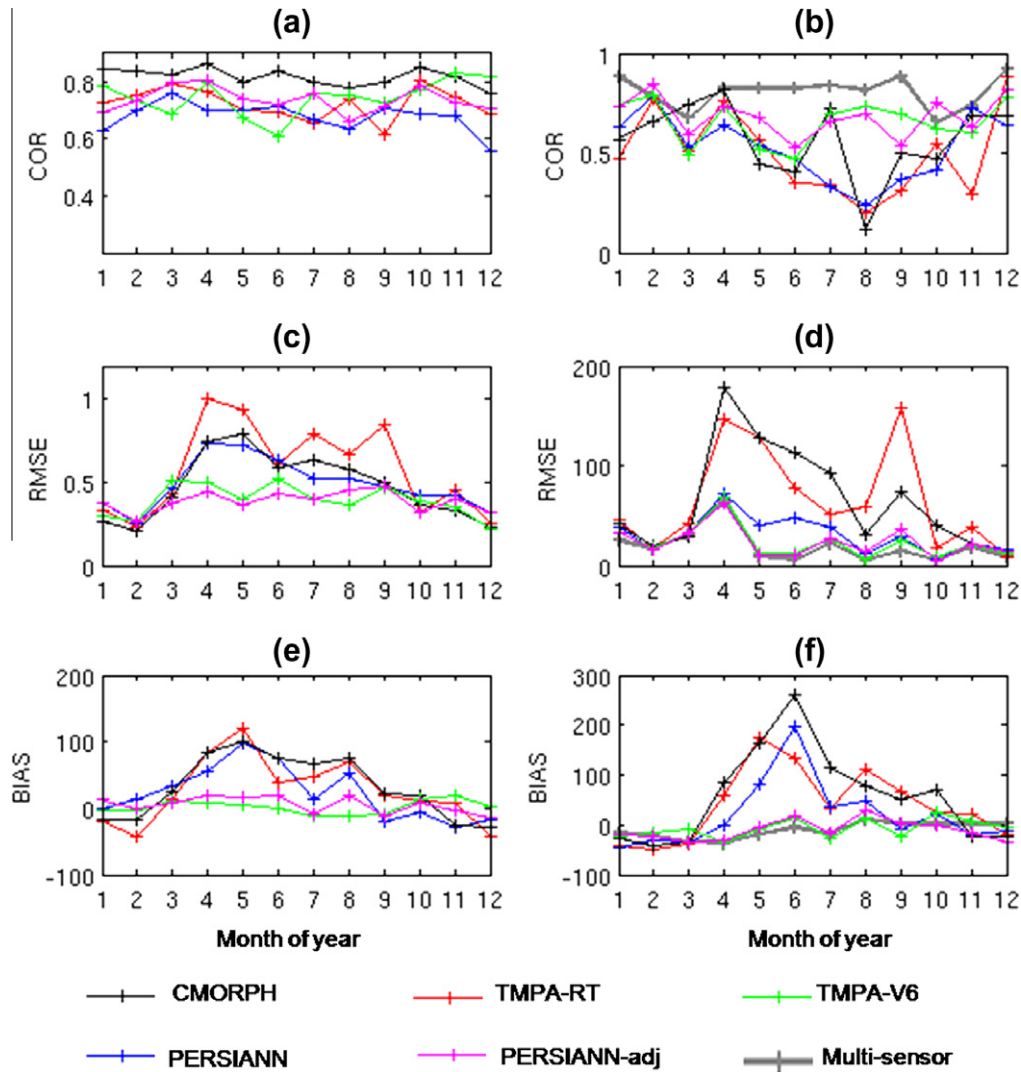 (a)
(b)
COR
0.8
0.6
0.4
1 2 3 4 5 6 7 8 9 10 11 12
COR
1
0.5
0
1 2 3 4 5 6 7 8 9 10 11 12
(c)
(d)
RMSE
1
0.5
0
1 2 3 4 5 6 7 8 9 10 11 12
RMSE
200
100
0
1 2 3 4 5 6 7 8 9 10 11 12
(e)
(f)
BIAS
200
100
0
-100
1 2 3 4 5 6 7 8 9 10 11 12
Month of year
BIAS
300
200
100
0
-100
1 2 3 4 5 6 7 8 9 10 11 12
Month of year
CMORPH
TMPA-RT
TMPA-V6
PERSIANN
PERSIANN-adj
Multi-sensor